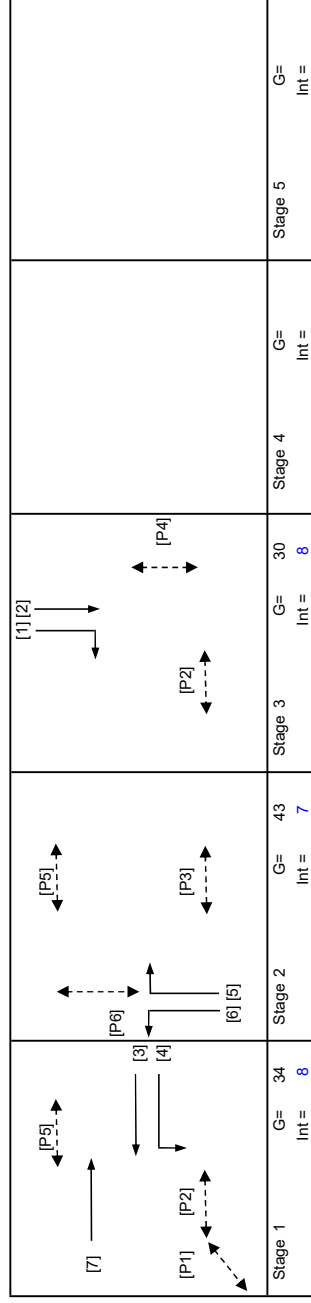 [7]
[P5]
[3]
[4]
[P1]
[P2]
Stage 1
G= 34
Int = 8
[P5]
[P6]
[P3]
[6] [5]
Stage 2
G= 43
Int = 7
[1] [2]
[P4]
[P2]
Stage 3
G= 30
Int = 8
Stage 4
G=
Int =
Stage 5
G=
Int =